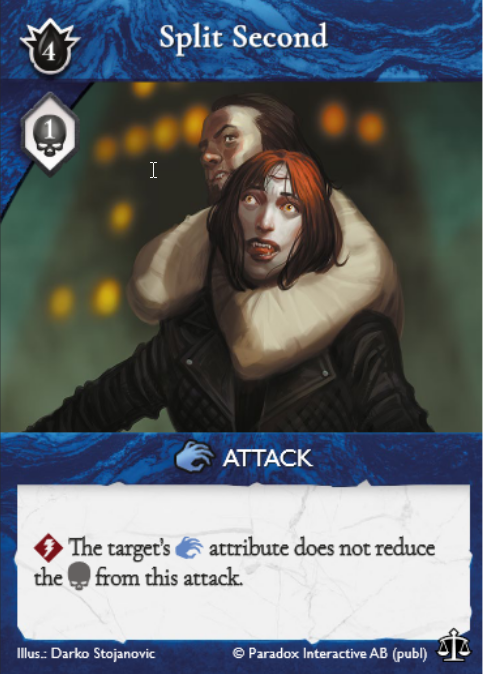 Split Second
4
1
ATTACK
The target's attribute does not reduce
the from this attack.
Illus.: Darko Stojanovic © Paradox Interactive AB (publ)